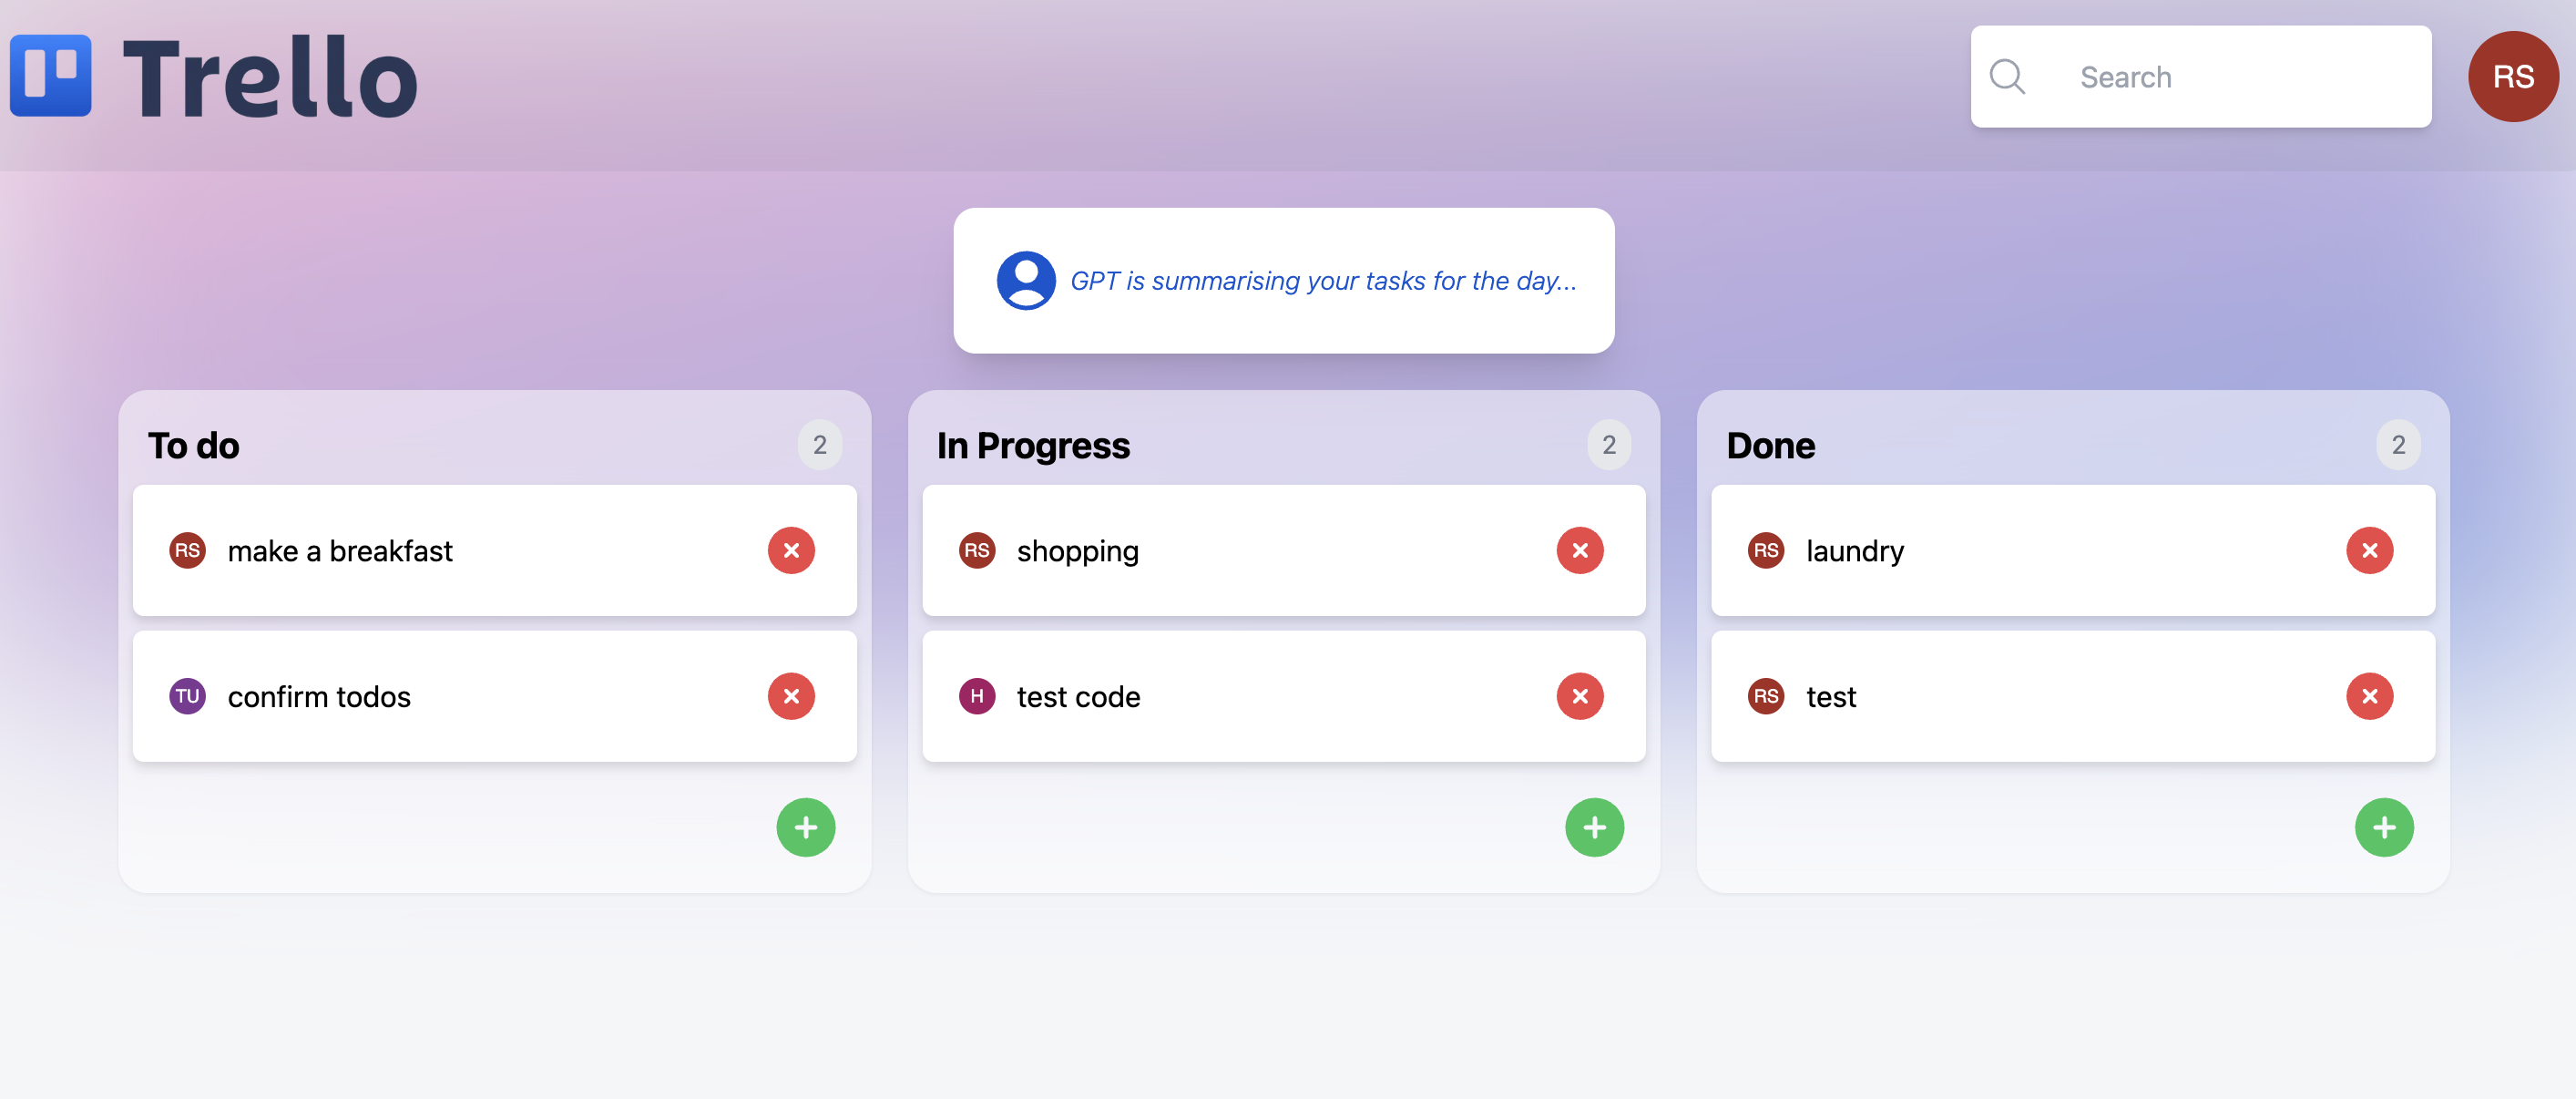 Trello
Search
RS
GPT is summarising your tasks for the day...
To do
2
RS
make a breakfast
TU
confirm todos
In Progress
2
RS
shopping
H
test code
Done
2
RS
laundry
RS
test